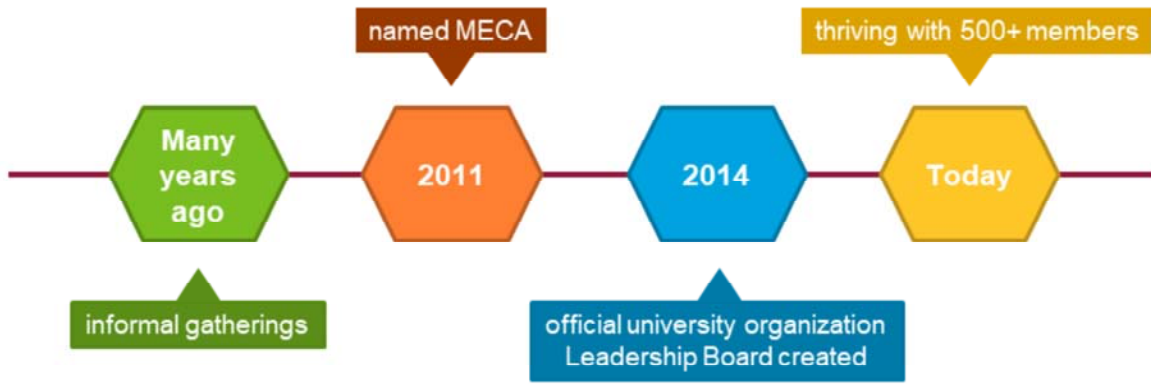 named MECA
thriving with 500+ members
Many
years
ago
2011
2014
Today
informal gatherings
official university organization
Leadership Board created